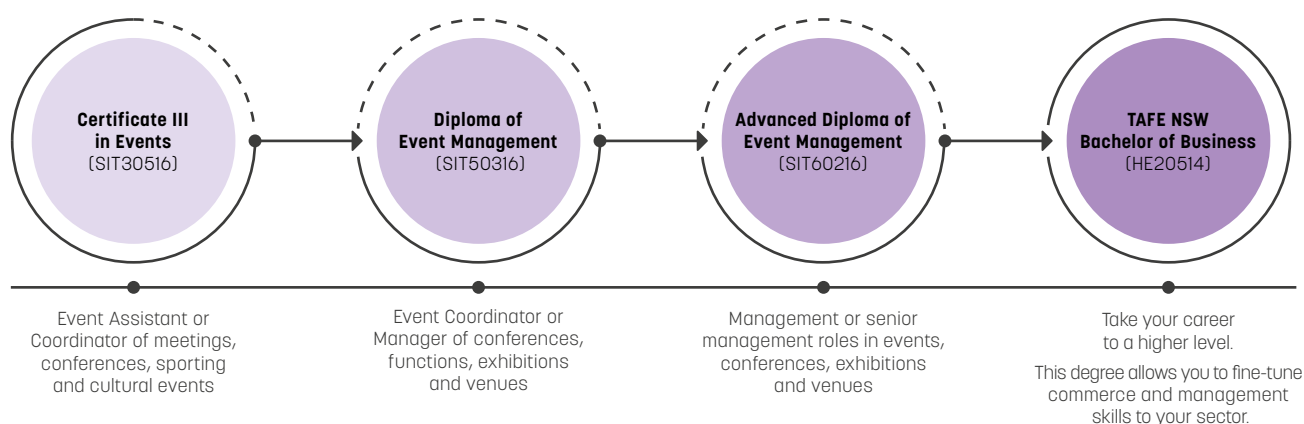 Certificate III
in Events
(SIT30516)
Diploma of
Event Management
(SIT50316)
Advanced Diploma of
Event Management
(SIT60216)
TAFE NSW
Bachelor of Business
(HE20514)
Event Assistant or
Coordinator of meetings,
conferences, sporting
and cultural events
Event Coordinator or
Manager of conferences,
functions, exhibitions
and venues
Management or senior
management roles in events,
conferences, exhibitions
and venues
Take your career
to a higher level.
This degree allows you to fine-tune
commerce and management
skills to your sector.